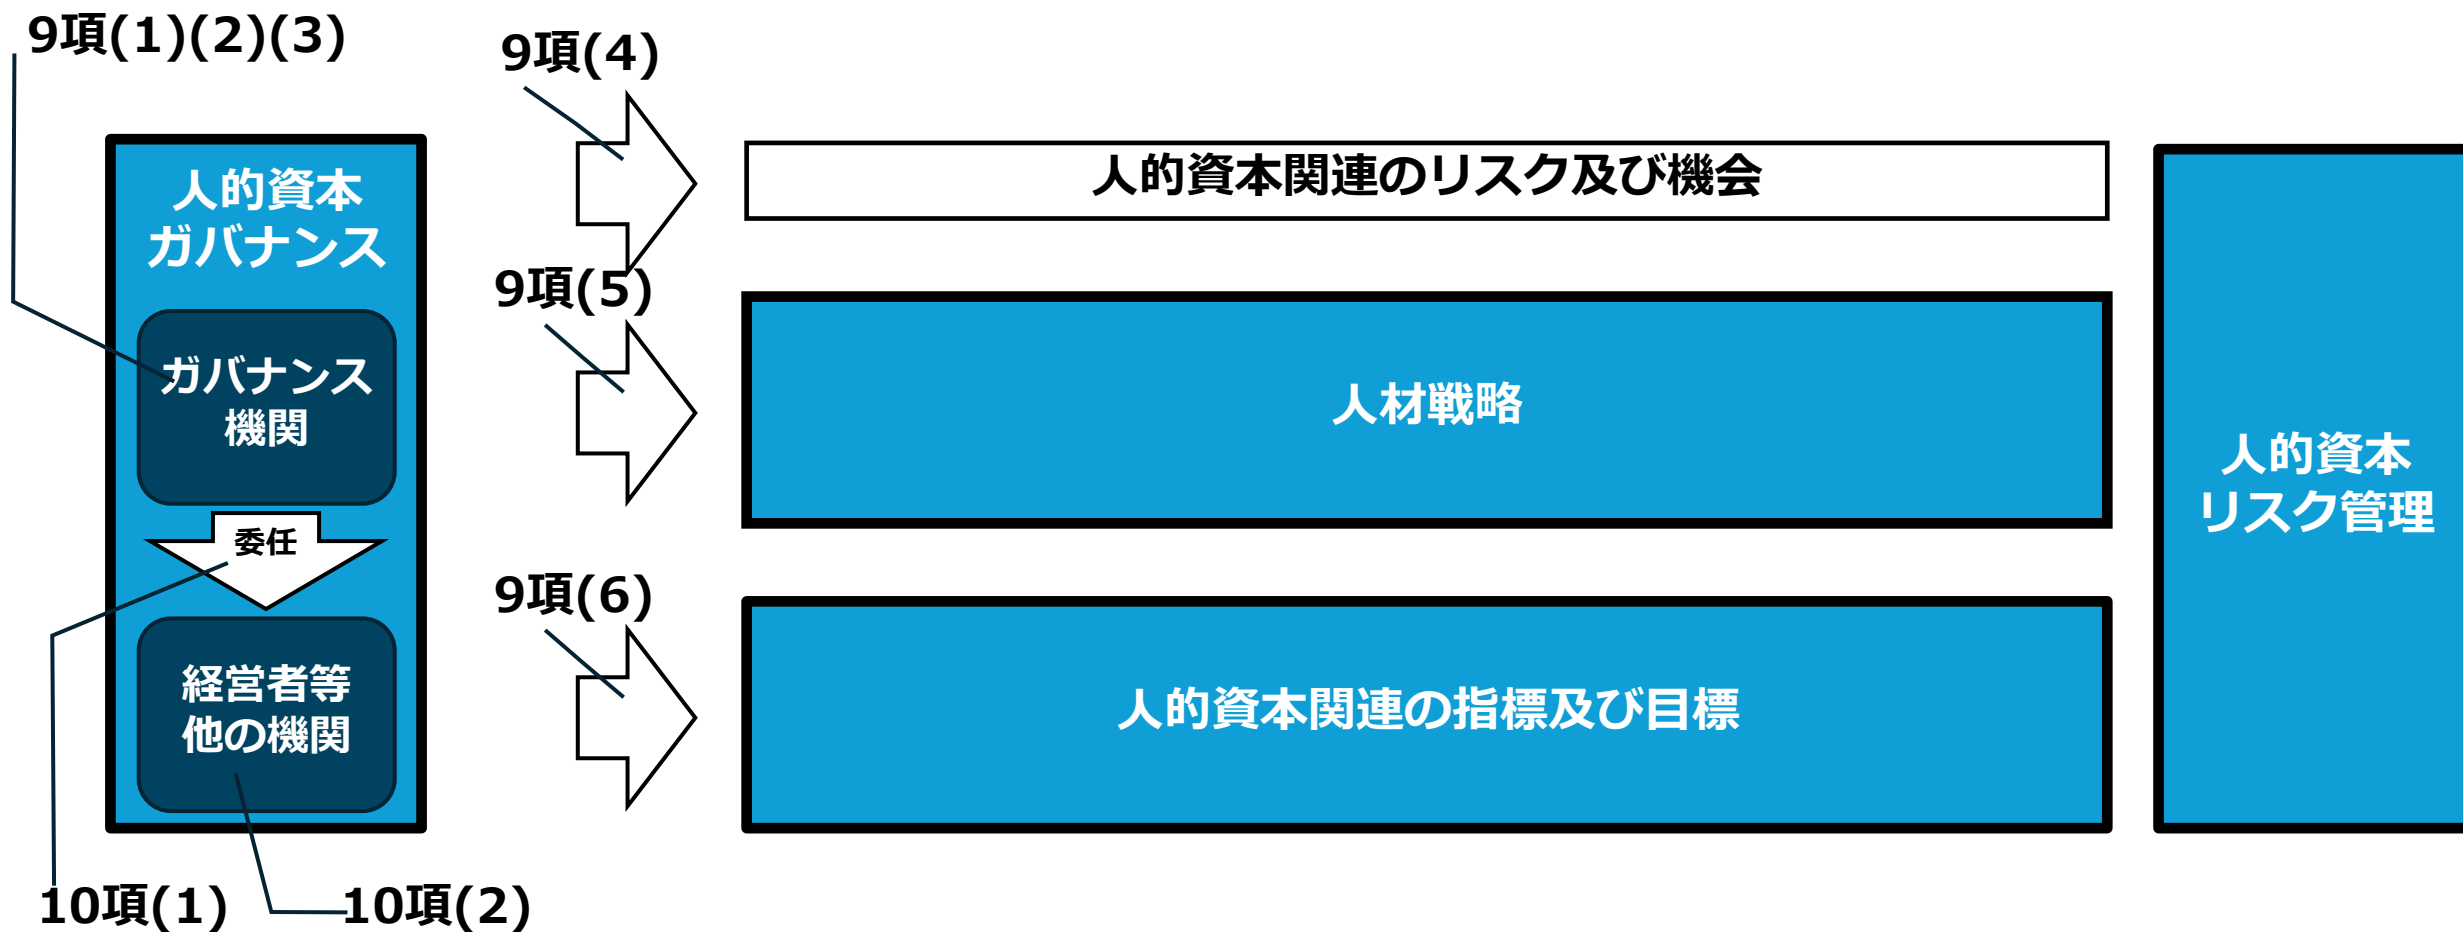 9項(1)(2)(3)
9項(4)
人的資本
ガバナンス
ガバナンス
機関
委任
経営者等
他の機関
10項(1)
10項(2)
人的資本関連のリスク及び機会
9項(5)
人材戦略
9項(6)
人的資本関連の指標及び目標
人的資本
リスク管理